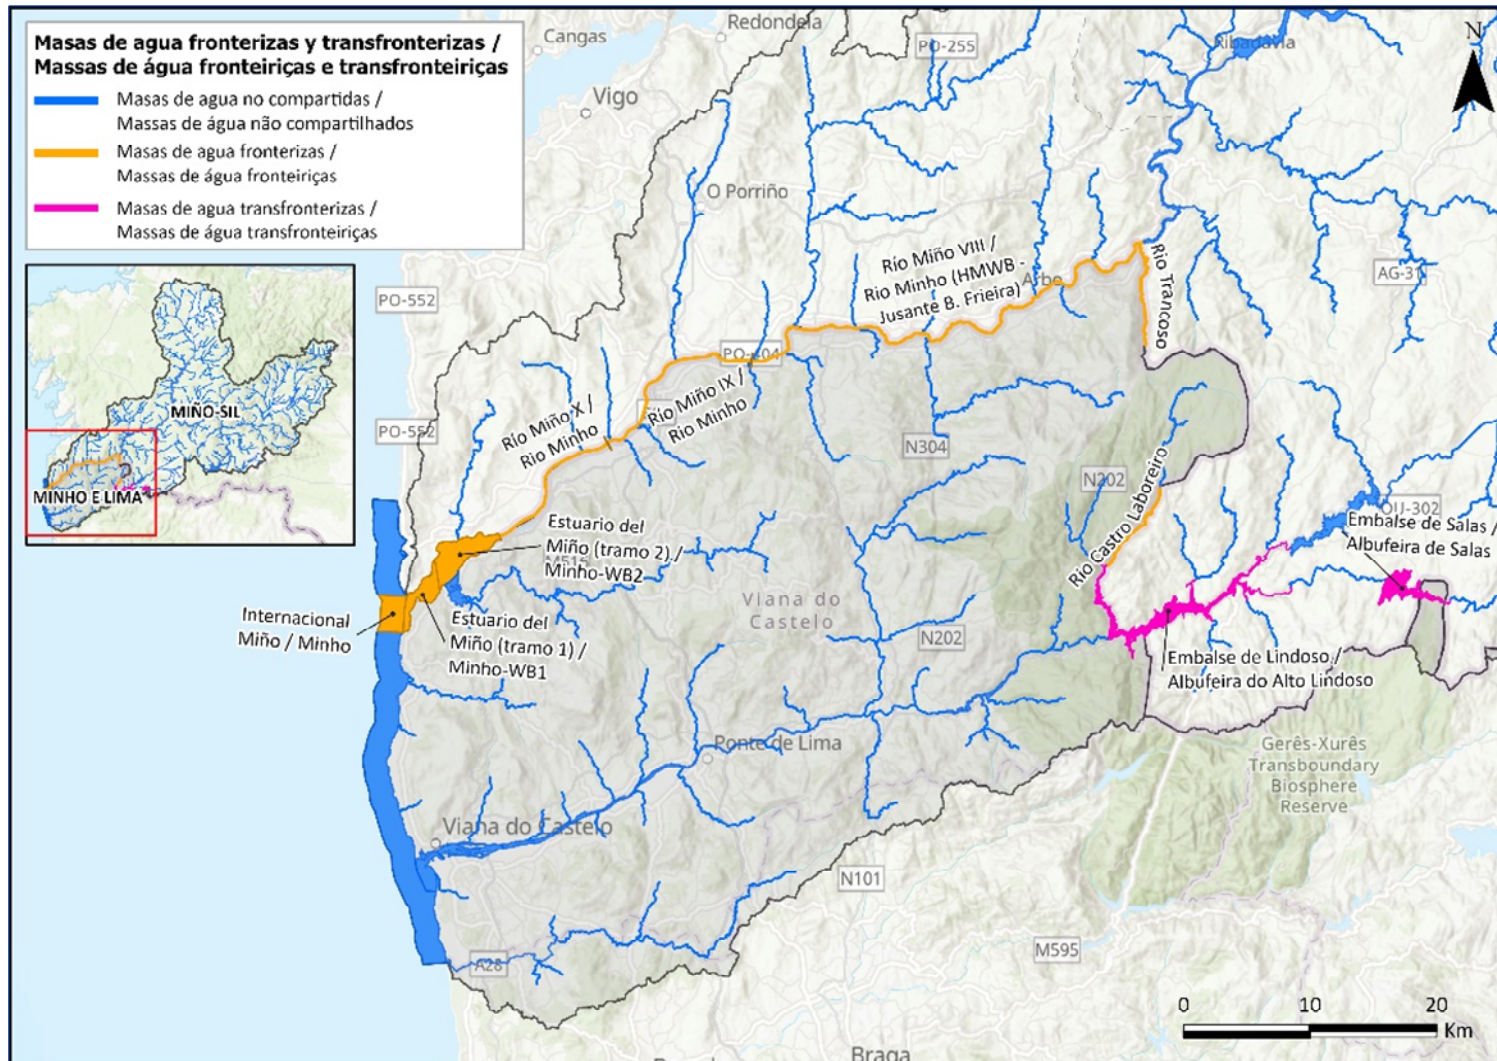 Masas de agua fronterizas y transfronterizas /
Massas de água fronteiriças e transfronteiriças
Masas de agua no compartidas /
Massas de água não compartilhados
Masas de agua fronterizas /
Massas de água fronteiriças
Masas de agua transfronterizas /
Massas de água transfronteiriças
MIÑO-SIL
MINHO E LIMA
Redondela
Cangas
Vigo
PO-255
Ribadavia
N
O Porriño
PO-552
AG-31
Río Miño VIII /
Rio Minho (HMWB -
Jusante B. Frieira)
Arbo
Rio Trancoso
Río Miño X /
Rio Minho
Río Miño IX /
Rio Minho
PO-552
N304
N202
Rio Castro Laboreiro
OU-302
Embalse de Salas /
Albufeira de Salas
Estuario del
Miño (tramo 2) /
Minho-WB2
Internacional
Miño / Minho
Estuario del
Miño (tramo 1) /
Minho-WB1
Viana do
Castelo
N202
Embalse de Lindoso /
Albufeira do Alto Lindoso
Ponte de Lima
Gerês-Xurês
Transboundary
Biosphere
Reserve
Viana do Castelo
N101
M595
A28
0 10 20
Km
Braga